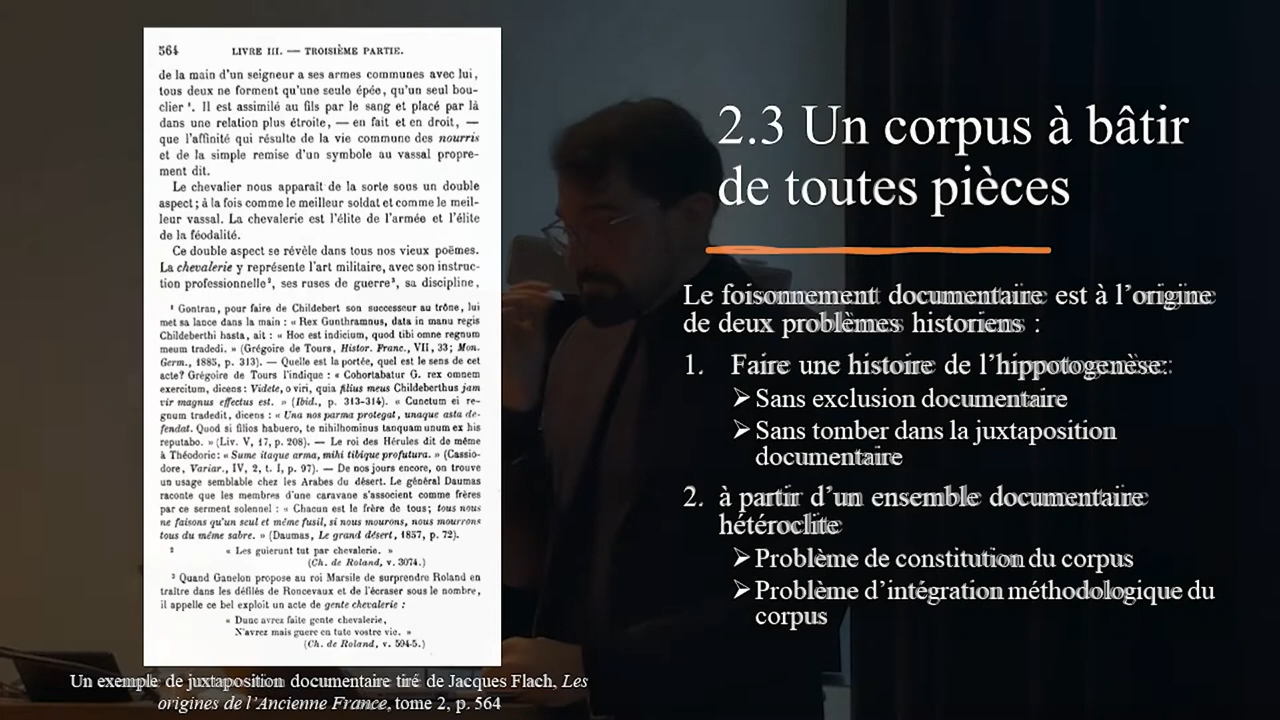 564 LIVRE III. — TROISIÈME PARTIE.
de la main d'un seigneur a ses armes communes avec lui,
tous deux ne forment qu'une seule épée, qu'un seul bou-
clier ¹. Il est assimilé au fils par le sang et placé par là
dans une relation plus étroite, — en fait et en droit, —
que l'affinité qui résulte de la vie commune des nourris
et de la simple remise d'un symbole au vassal propre-
ment dit.
Le chevalier nous apparait de la sorte sous un double
aspect ; à la fois comme le meilleur soldat et comme le meil-
leur vassal. La chevalerie est l'élite de l'armée et l'élite
de la féodalité.
Ce double aspect se révèle dans tous nos vieux poëmes.
La chevalerie y représente l'art militaire, avec son instruc-
tion professionnelle², ses ruses de guerre³, sa discipline,
¹ Gontran, pour faire de Childebert son successeur au trône, lui
met sa lance dans la main : « Rex Gunthramnus, data in manu regis
Childeberthi hasta, ait : « Hoc est indicium, quod tibi omne regnum
meum tradedi. » (Grégoire de Tours, Histor. Franc., VII, 33; Mon.
Germ., 1885, p. 313). — Quelle est la portée, quel est le sens de cet
acte? Grégoire de Tours l'indique : « Cohortabatur G. rex omnem
exercitum, dicens : Videte, o viri, quia filius meus Childeberthus jam
vir magnus effectus est. » (Ibid., p. 313-314). « Cunctum ei re-
gnum tradedit, dicens : « Una nos parma protegat, unaque asta de-
fendat. Quod si filios habuero, te nihilhominus tanquam unum ex his
reputabo. » (Liv. V, 17, p. 208). — Le roi des Hérules dit de même
à Théodoric : « Sume itaque arma, mihi tibique profutura. » (Cassio-
dore, Variar., IV, 2, t. I, p. 97). — De nos jours encore, on trouve
un usage semblable chez les Arabes du désert. Le général Daumas
raconte que les membres d'une caravane s'associent comme frères
par ce serment solennel : « Chacun est le frère de tous; tous nous
ne faisons qu'un seul et même fusil, si nous mourons, nous mourrons
tous du même sabre. » (Daumas, Le grand désert, 1857, p. 72).
² « Les guierunt tut par chevalerie. »
(Ch. de Roland, v. 3074.)
³ Quand Ganelon propose au roi Marsile de surprendre Roland en
traitre dans les défilés de Roncevaux et de l'écraser sous le nombre,
il appelle ce bel exploit un acte de gente chevalerie :
« Dunc avrez faite gente chevalerie,
N'avrez mais guere en tute vostre vie. »
(Ch. de Roland, v. 594-5.)
Un exemple de juxtaposition documentaire tiré de Jacques Flach, Les
origines de l'Ancienne France, tome 2, p. 564
2.3 Un corpus à bâtir
de toutes pièces
Le foisonnement documentaire est à l'origine
de deux problèmes historiens :
1. Faire une histoire de l'hippotogenèse:
➢ Sans exclusion documentaire
➢ Sans tomber dans la juxtaposition
documentaire
2. à partir d'un ensemble documentaire
hétéroclite
➢ Problème de constitution du corpus
➢ Problème d'intégration méthodologique du
corpus